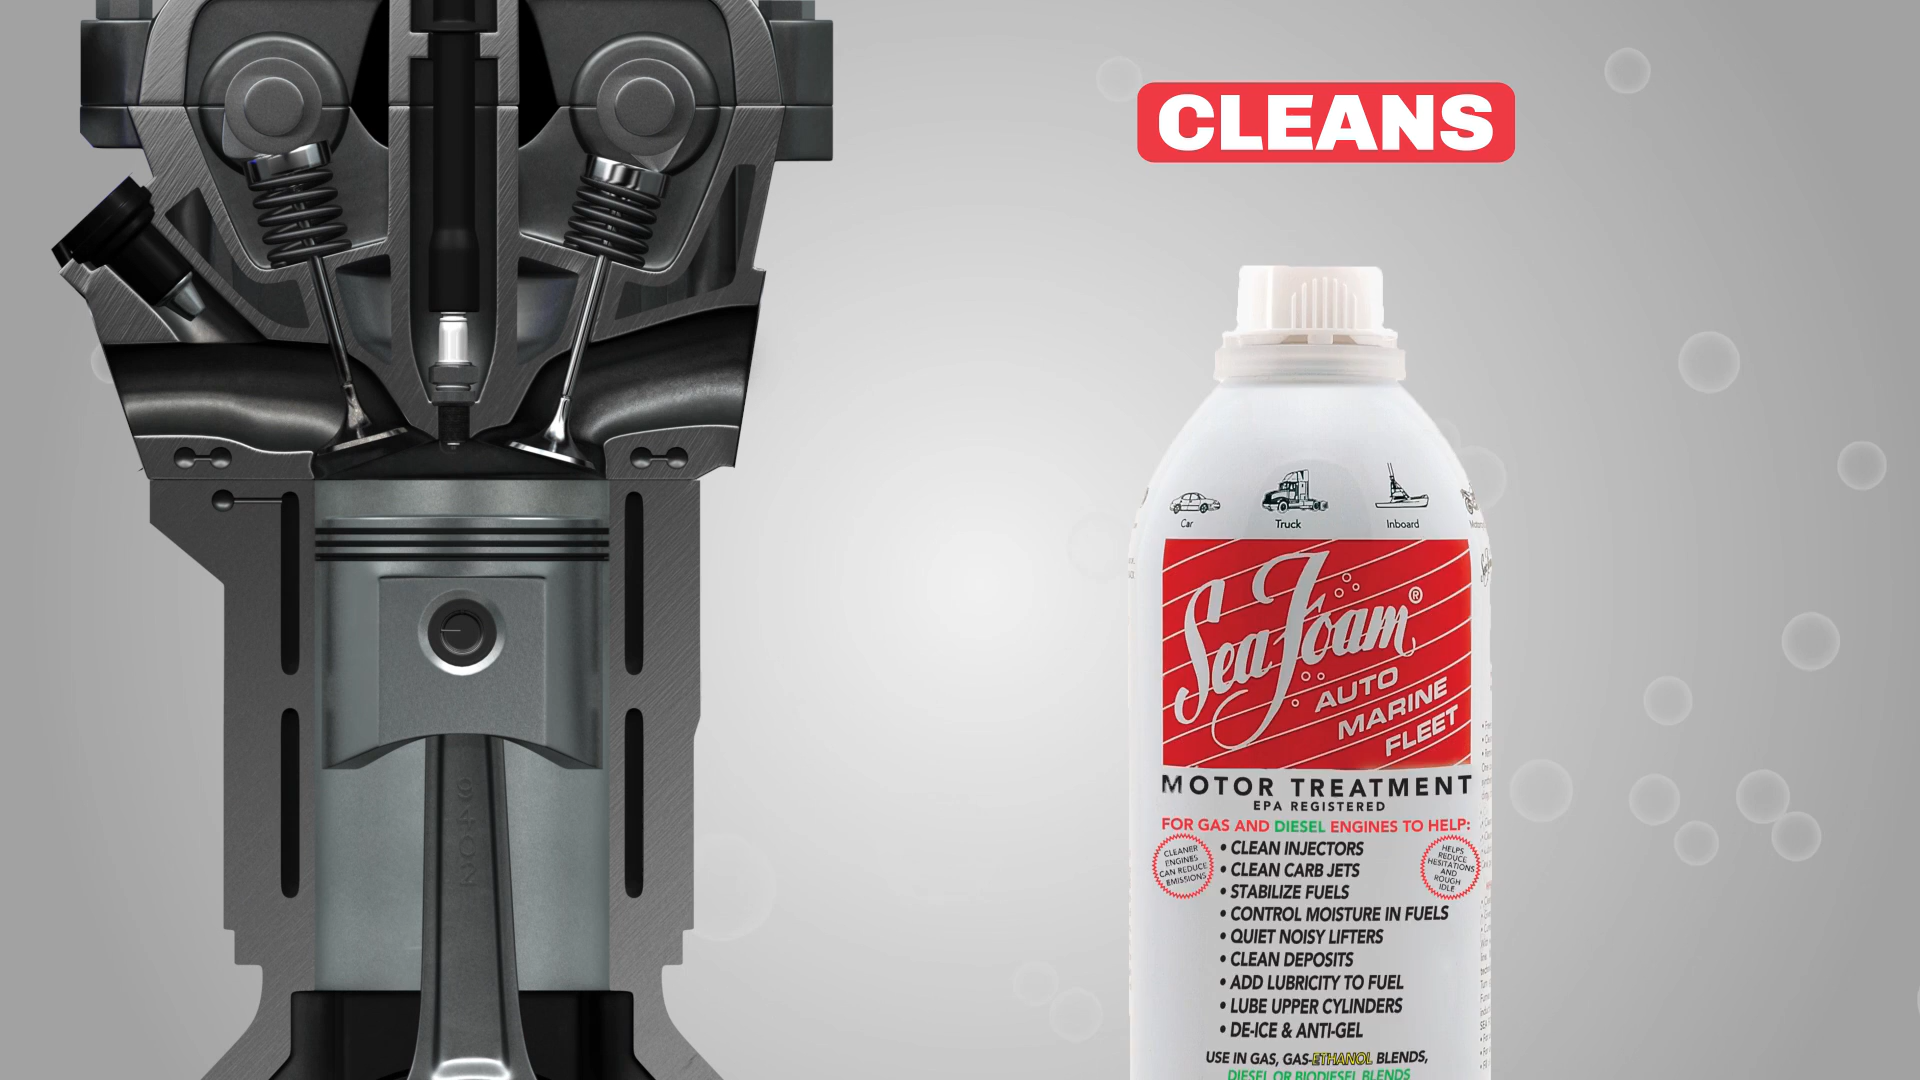 CLEANS
Car
Truck
Inboard
Sea Foam®
AUTO
MARINE
FLEET
MOTOR TREATMENT
EPA REGISTERED
FOR GAS AND DIESEL ENGINES TO HELP:
CLEANER
ENGINES
CAN REDUCE
EMISSIONS
HELPS
REDUCE
HESITATIONS
AND
ROUGH
IDLE
• CLEAN INJECTORS
• CLEAN CARB JETS
• STABILIZE FUELS
• CONTROL MOISTURE IN FUELS
• QUIET NOISY LIFTERS
• CLEAN DEPOSITS
• ADD LUBRICITY TO FUEL
• LUBE UPPER CYLINDERS
• DE-ICE & ANTI-GEL
USE IN GAS, GAS-ETHANOL BLENDS,
DIESEL OR BIODIESEL BLENDS